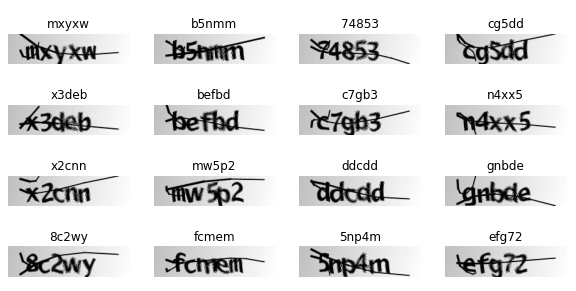 mxyxw b5nmm 74853 cg5dd
mxyxw b5nmm 74853 cg5dd
x3deb befbd c7gb3 n4xx5
x3deb befbd c7gb3 n4xx5
x2cnn mw5p2 ddcdd gnbde
x2cnn mw5p2 ddcdd gnbde
8c2wy fcmem 5np4m efg72
8c2wy fcmem 5np4m efg72